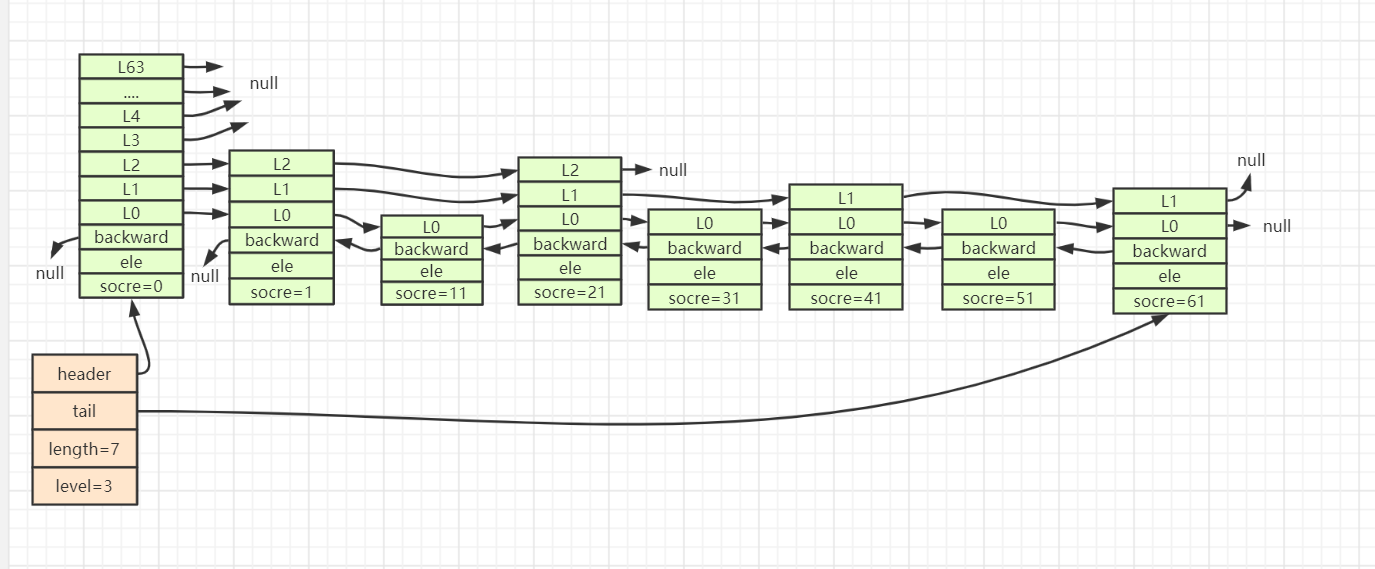 L63
....
L4
L3
L2
L1
L0
backward
ele
socre=0
null
null
L2
L1
L0
backward
ele
socre=1
null
L0
backward
ele
socre=11
L2
L1
L0
backward
ele
socre=21
null
L0
backward
ele
socre=31
L1
L0
backward
ele
socre=41
L0
backward
ele
socre=51
L1
L0
backward
ele
socre=61
null
null
header
tail
length=7
level=3